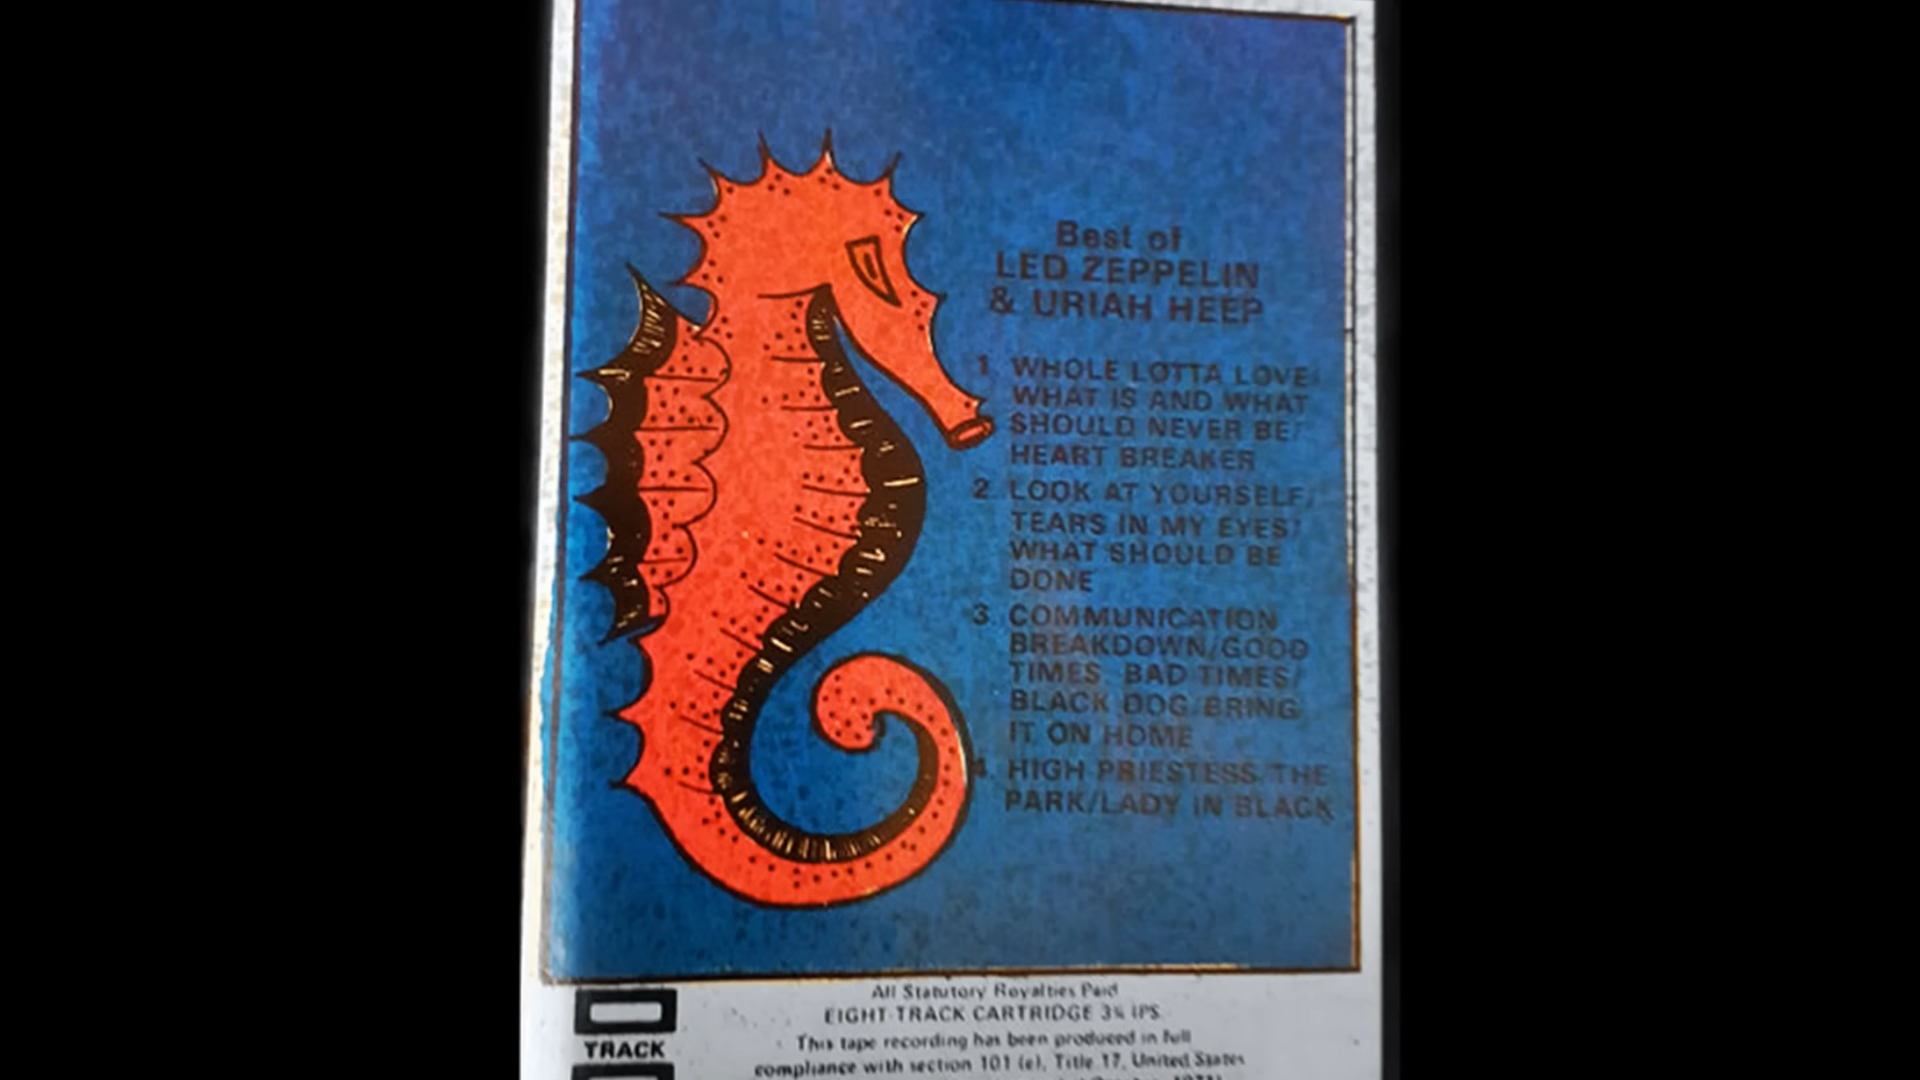 Best of
LED ZEPPELIN
& URIAH HEEP
1. WHOLE LOTTA LOVE/
WHAT IS AND WHAT
SHOULD NEVER BE/
HEART BREAKER
2. LOOK AT YOURSELF/
TEARS IN MY EYES/
WHAT SHOULD BE
DONE
3. COMMUNICATION
BREAKDOWN/GOOD
TIMES, BAD TIMES/
BLACK DOG/BRING
IT ON HOME
4. HIGH PRIESTESS/THE
PARK/LADY IN BLACK
All Statutory Royalties Paid
EIGHT-TRACK CARTRIDGE 3¾ IPS.
TRACK
This tape recording has been produced in full
compliance with section 101 (e), Title 17, United States